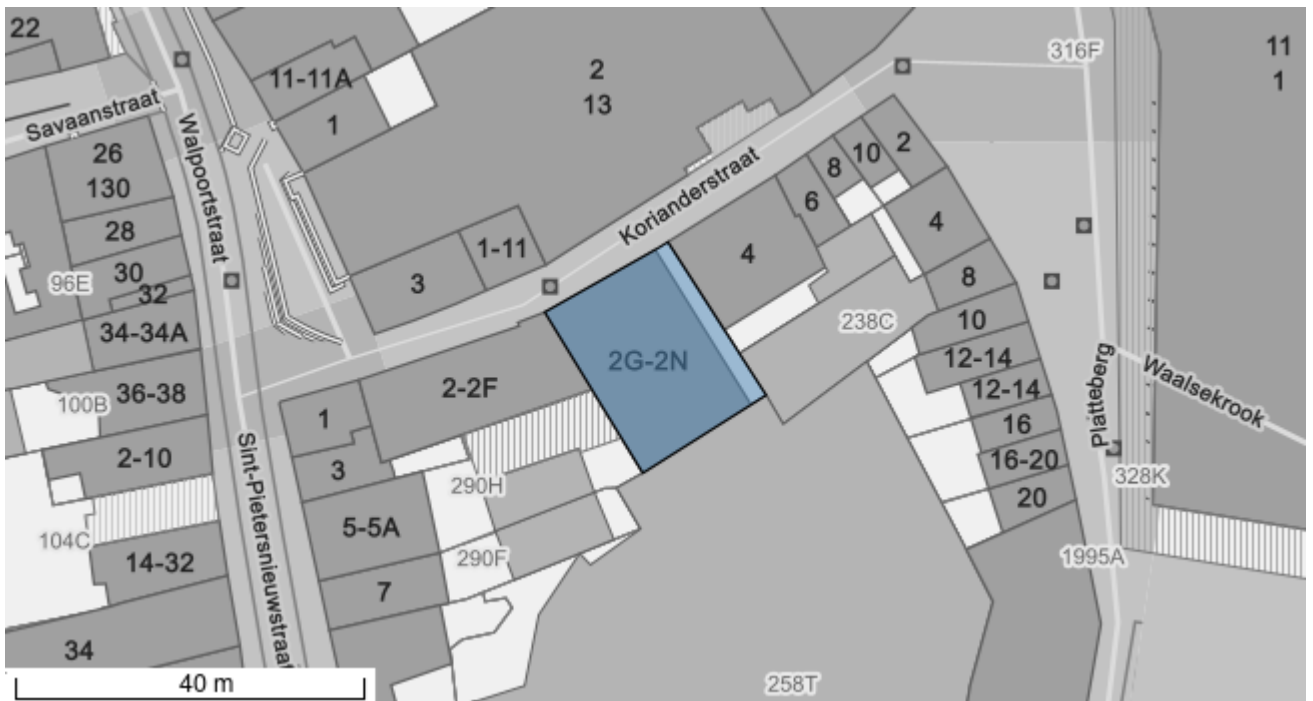 22
11-11A
1
2
13
316F
11
1
Savaanstraat
Walpoortstraat
26
130
28
30
32
34-34A
96E
36-38
100B
2-10
104C
14-32
34
Korianderstraat
3
1-11
2-2F
2G-2N
4
6
8
10
2
4
8
10
12-14
12-14
16
16-20
20
238C
Platteberg
Waalsekrook
328K
1995A
1
3
5-5A
7
290H
290F
Sint-Pietersnieuwstraat
258T
40 m